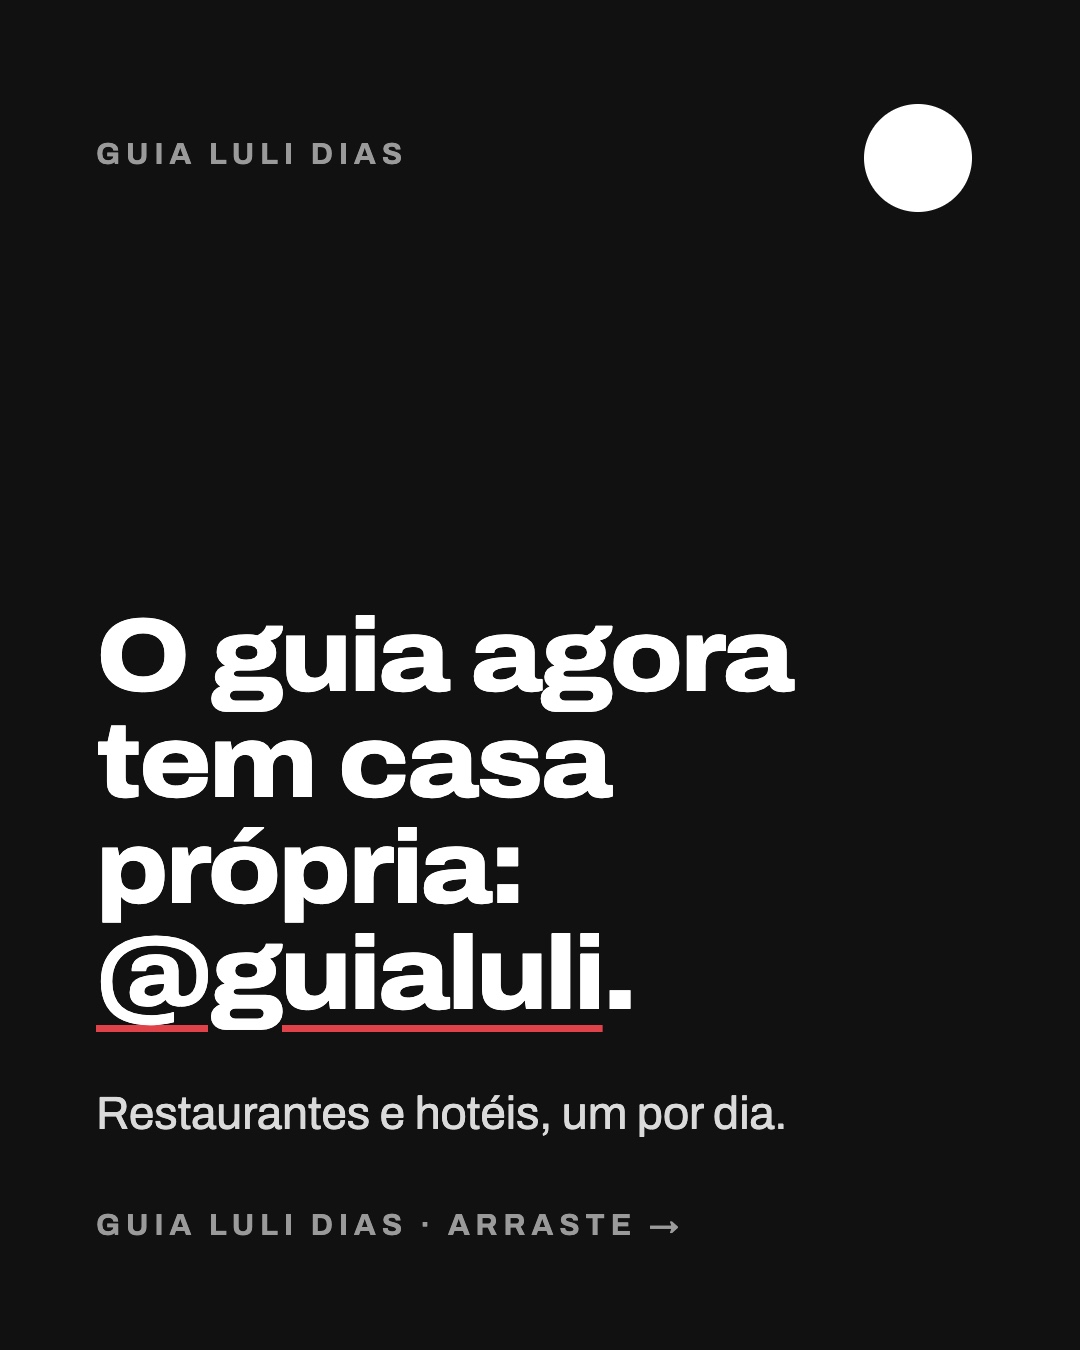 GUIA LULI DIAS
O guia agora
tem casa
própria:
@guialuli.
Restaurantes e hotéis, um por dia.
GUIA LULI DIAS · ARRASTE →